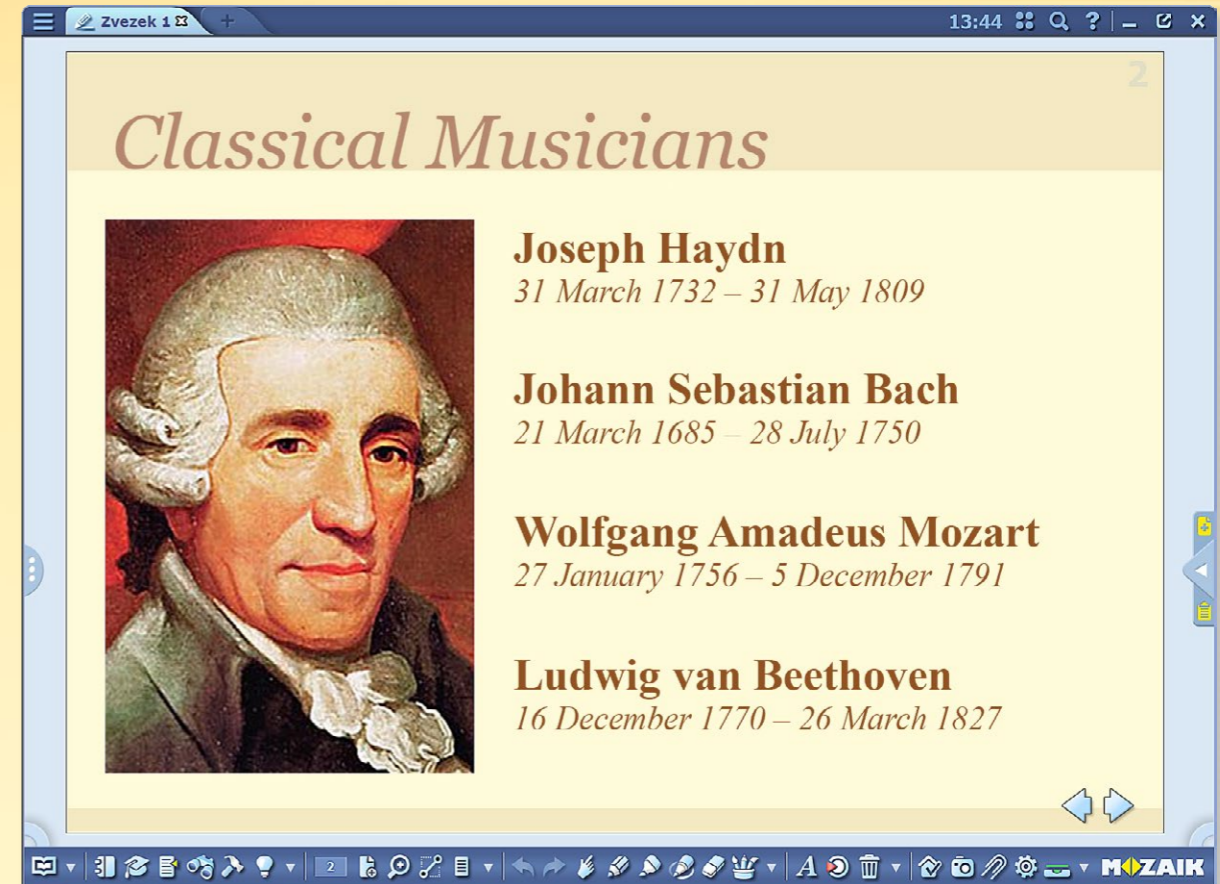 Zvezek 1
13:44
2
Classical Musicians
Joseph Haydn
31 March 1732 – 31 May 1809
Johann Sebastian Bach
21 March 1685 – 28 July 1750
Wolfgang Amadeus Mozart
27 January 1756 – 5 December 1791
Ludwig van Beethoven
16 December 1770 – 26 March 1827
2
A
MOZAIK